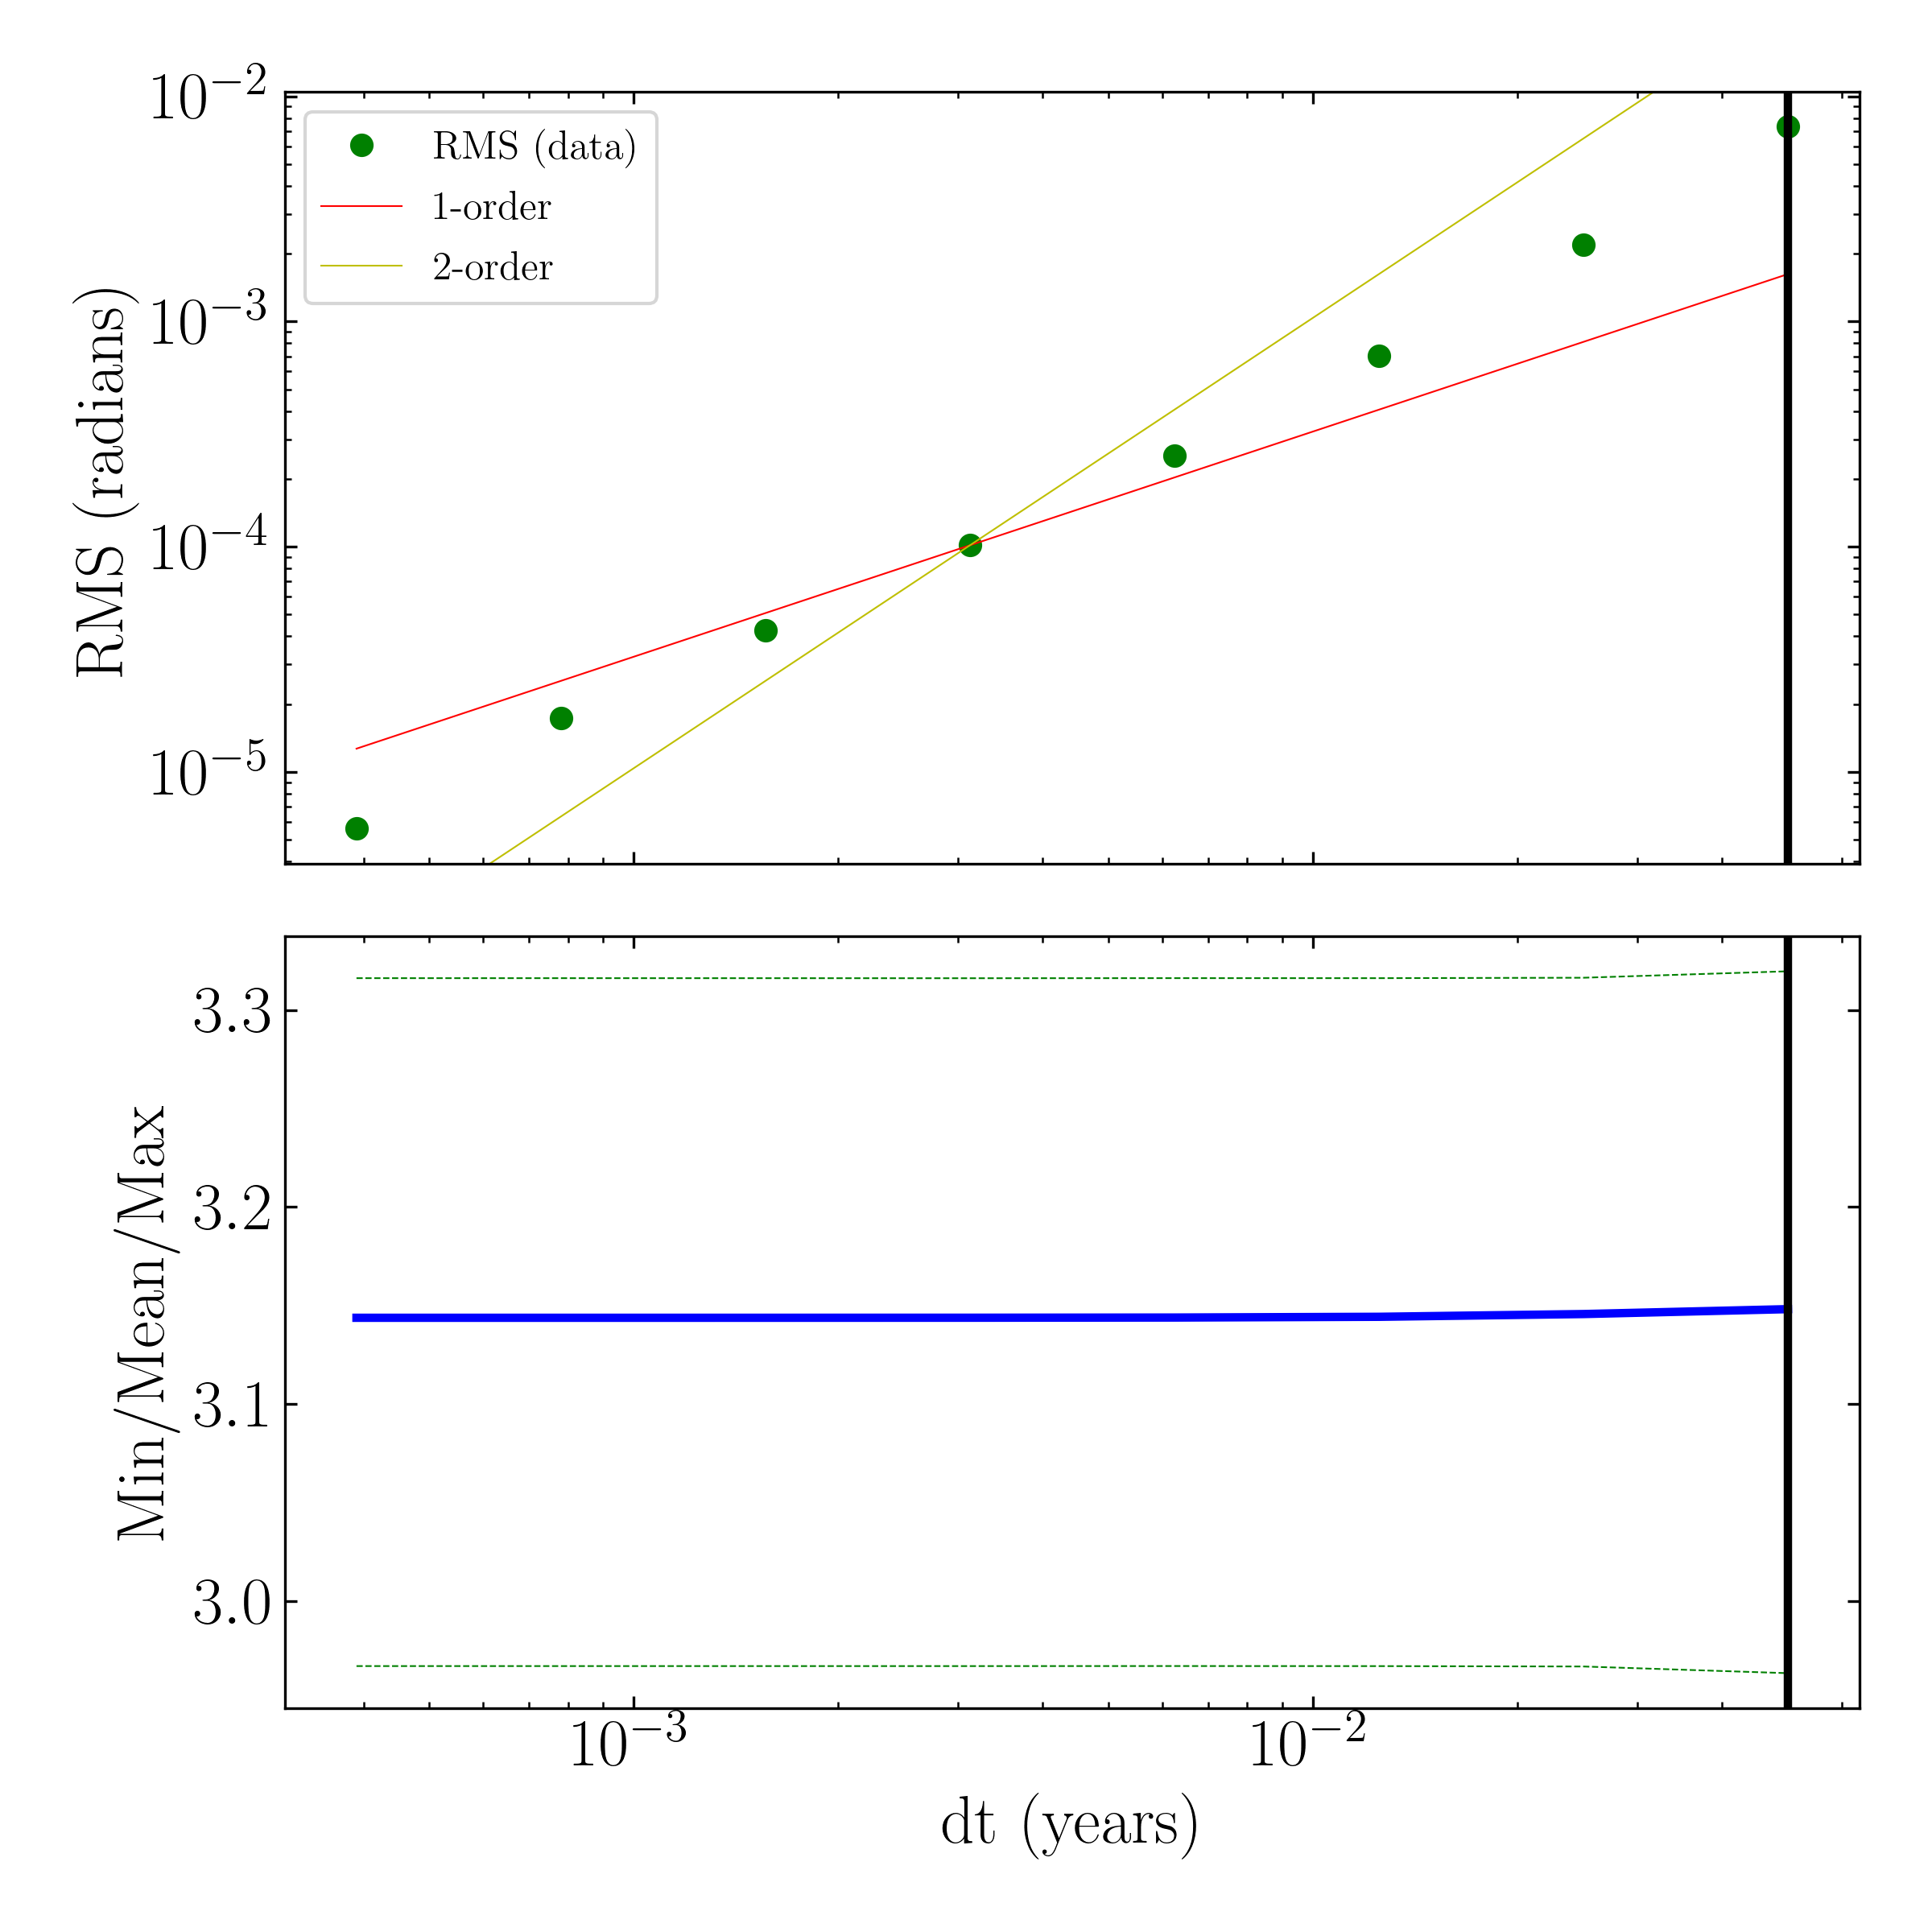 10⁻²
RMS (data)
1-order
2-order
10⁻³
10⁻⁴
10⁻⁵
RMS (radians)
3.3
3.2
3.1
3.0
Min/Mean/Max
10⁻³ 10⁻²
dt (years)